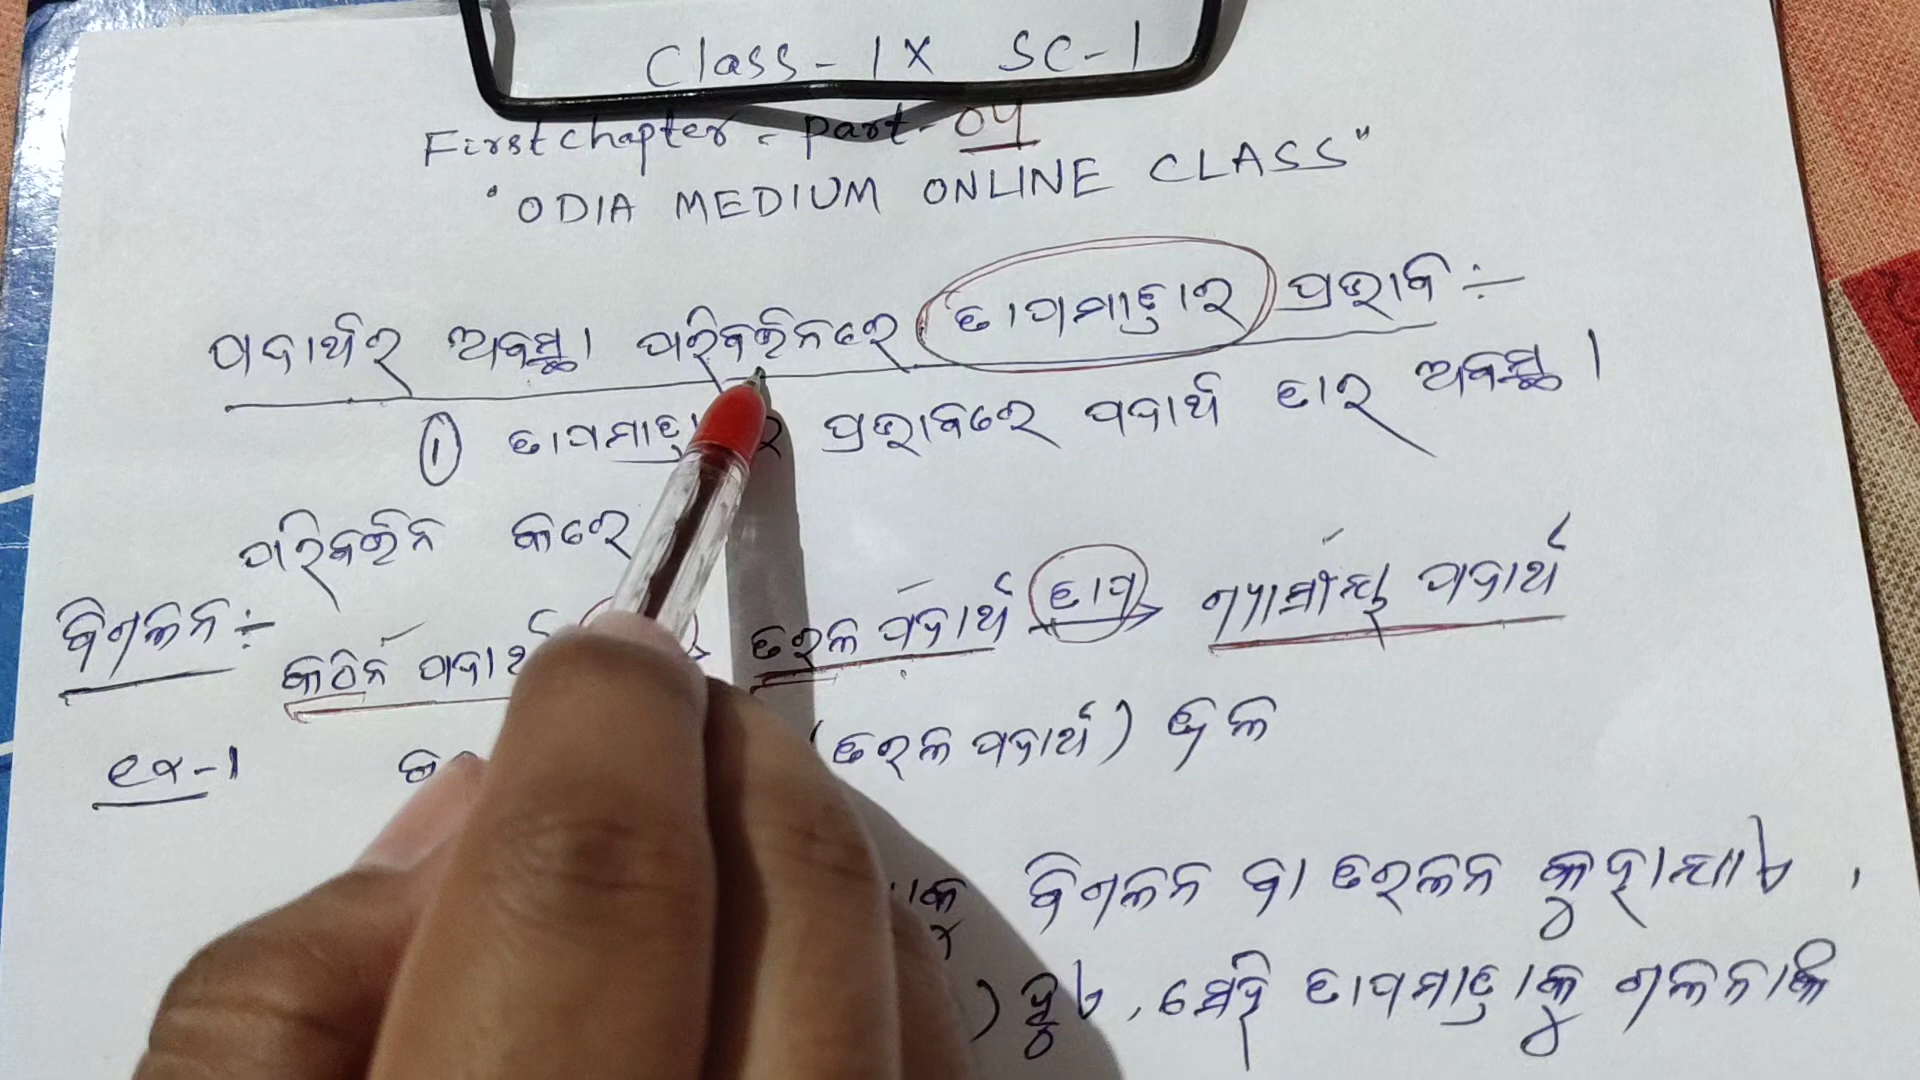 Class - IX SC-1
First chapter - part - 04
"ODIA MEDIUM ONLINE CLASS"
ପଦାର୍ଥର ଅବସ୍ଥା ପରିବର୍ତ୍ତନରେ ତାପମାତ୍ରାର ପ୍ରଭାବ :-
① ତାପମାତ୍ରାର ପ୍ରଭାବରେ ପଦାର୍ଥ ତାର ଅବସ୍ଥା
ପରିବର୍ତ୍ତନ କରେ
ବିଗଳନ :-
କଠିନ ପଦାର୍ଥ ତରଳ ପଦାର୍ଥ ତାପ→ ଗ୍ୟାସୀୟ ପଦାର୍ଥ
Ex-1 (ତରଳ ପଦାର୍ଥ) ଜଳ
ବିଗଳନ ବା ତରଳନ କୁହାଯାଏ ,
) ହୁଏ , ସେହି ତାପମାତ୍ରାକୁ ଗଳନାଙ୍କ